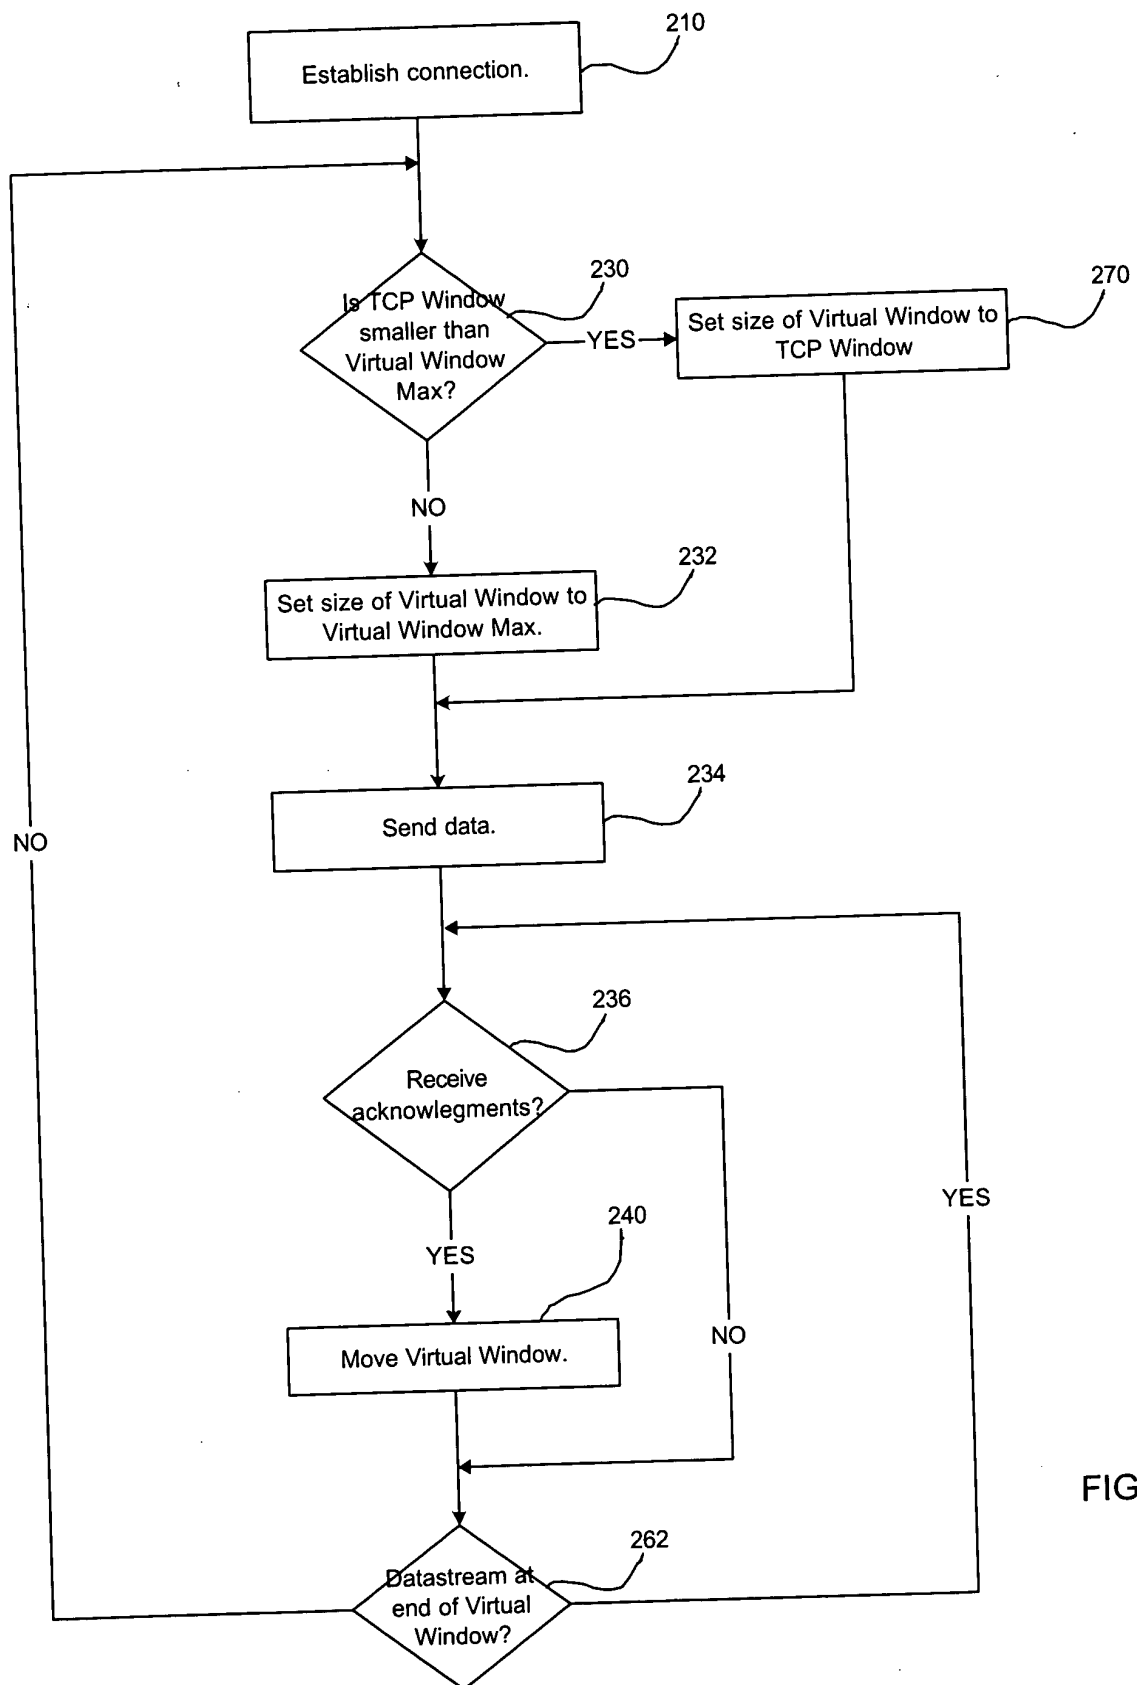 210
Establish connection.
230
Is TCP Window
smaller than
Virtual Window
Max?
YES
270
Set size of Virtual Window to
TCP Window
NO
232
Set size of Virtual Window to
Virtual Window Max.
234
Send data.
NO
236
Receive
acknowlegments?
YES
YES
240
NO
Move Virtual Window.
FIG
262
Datastream at
end of Virtual
Window?